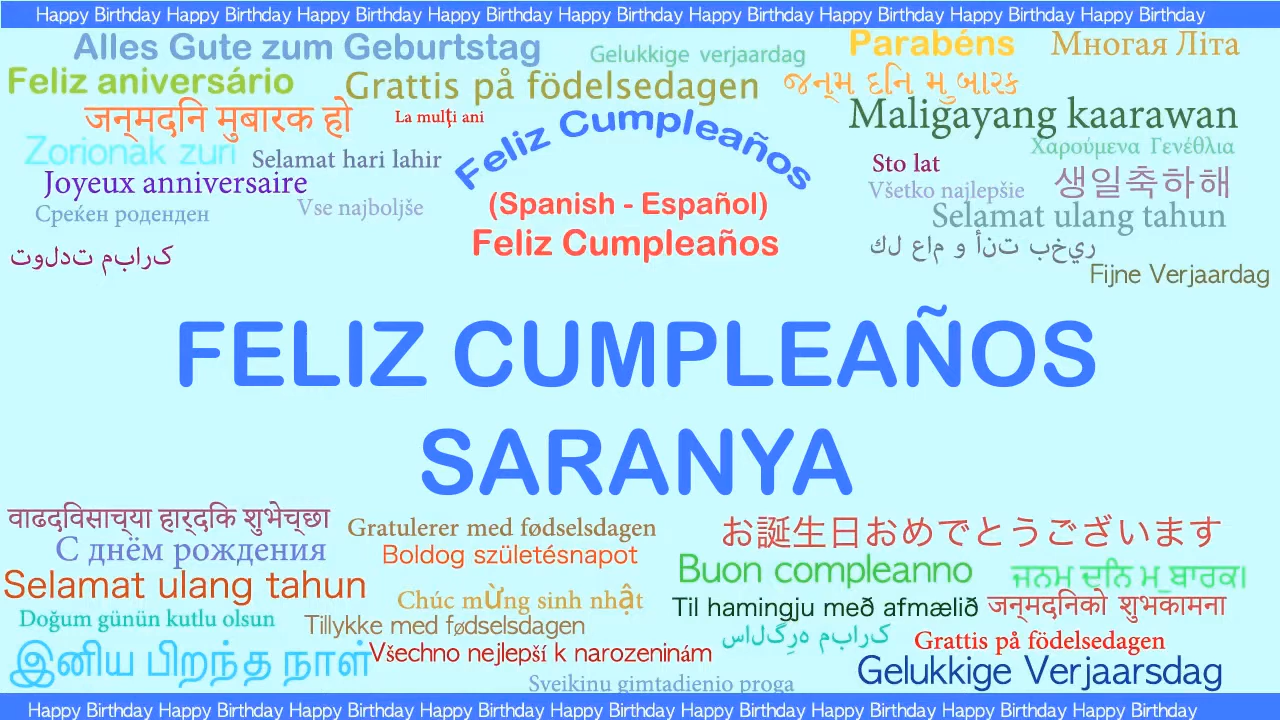 Happy Birthday Happy Birthday Happy Birthday Happy Birthday Happy Birthday Happy Birthday Happy Birthday Happy Birthday Happy Birthday
Alles Gute zum Geburtstag
Gelukkige verjaardag
Parabéns
Многая Літа
Feliz aniversário
Grattis på födelsedagen
જન્મ દિન મુબારક
जन्मदिन मुबारक हो
La mulţi ani
Feliz Cumpleaños
Maligayang kaarawan
Zorionak zuri
Selamat hari lahir
Χαρούμενα Γενέθλια
Sto lat
Joyeux anniversaire
(Spanish - Español)
Všetko najlepšie
생일축하해
Среќен роденден
Vse najboljše
Selamat ulang tahun
Feliz Cumpleaños
تولدت مبارک
كل عام و أنت بخير
Fijne Verjaardag
FELIZ CUMPLEAÑOS
SARANYA
वाढदिवसाच्या हार्दिक शुभेच्छा
Gratulerer med fødselsdagen
お誕生日おめでとうございます
С днём рождения
Boldog születésnapot
Buon compleanno
ਜਨਮ ਦਿਨ ਮੁਬਾਰਕ।
Selamat ulang tahun
Chúc mừng sinh nhật
Til hamingju með afmælið
जन्मदिनको शुभकामना
Doğum günün kutlu olsun
Tillykke med fødselsdagen
سالگرہ مبارک
Grattis på födelsedagen
இனிய பிறந்த நாள்
Všechno nejlepší k narozeninám
Gelukkige Verjaarsdag
Sveikinu gimtadienio proga
Happy Birthday Happy Birthday Happy Birthday Happy Birthday Happy Birthday Happy Birthday Happy Birthday Happy Birthday Happy Birthday